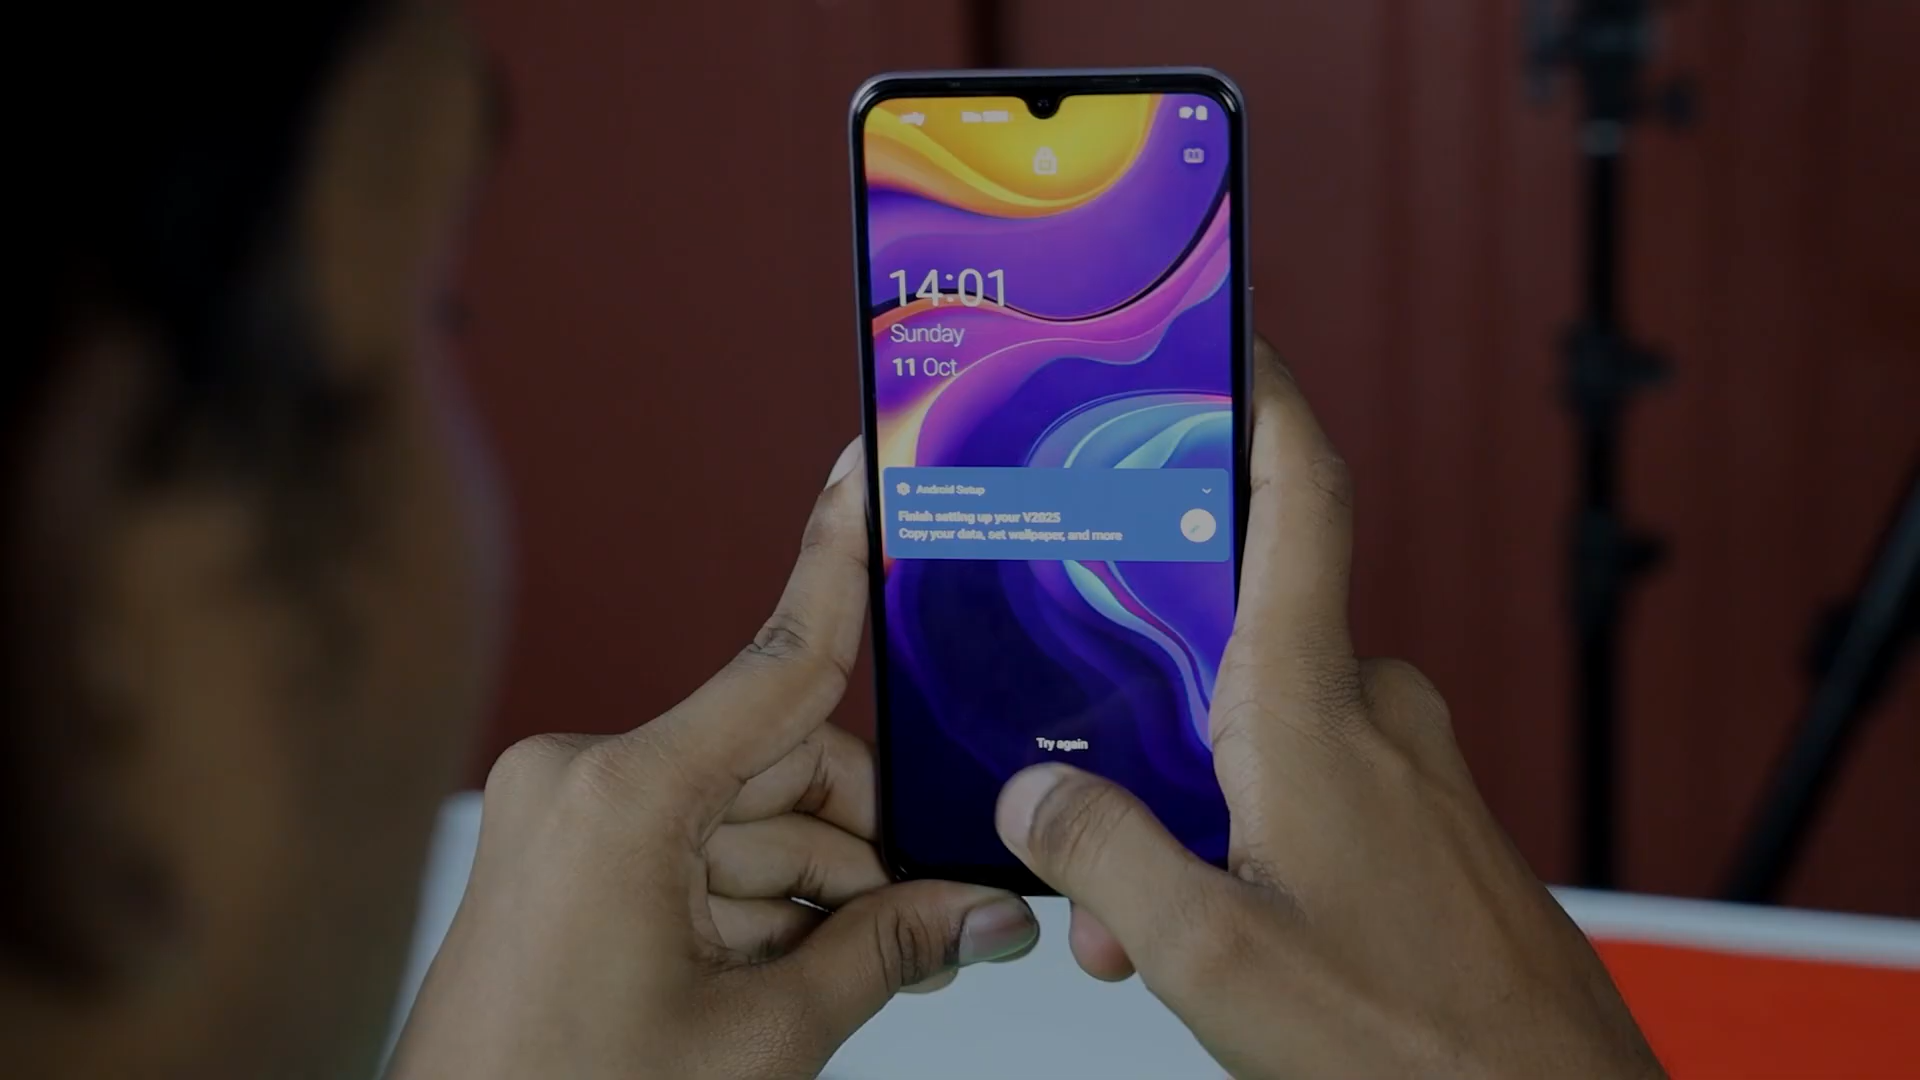 14:01
Sunday
11 Oct
Android Setup
Finish setting up your V2025
Copy your data, set wallpaper, and more
Try again